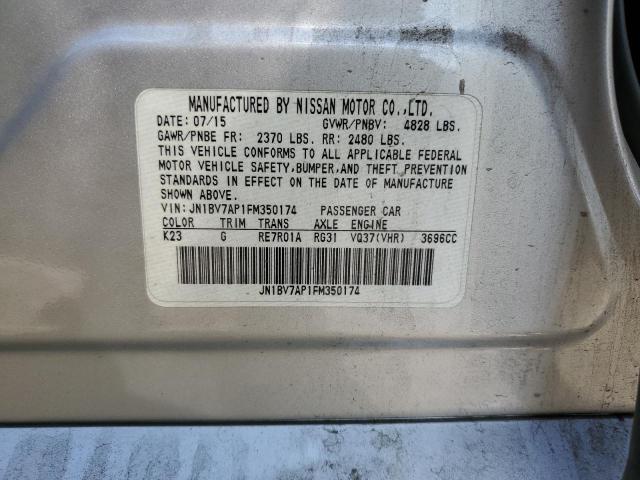 MANUFACTURED BY NISSAN MOTOR CO.,LTD.
DATE: 07/15 GVWR/PNBV: 4828 LBS.
GAWR/PNBE FR: 2370 LBS. RR: 2480 LBS.
THIS VEHICLE CONFORMS TO ALL APPLICABLE FEDERAL
MOTOR VEHICLE SAFETY,BUMPER,AND THEFT PREVENTION
STANDARDS IN EFFECT ON THE DATE OF MANUFACTURE
SHOWN ABOVE.
VIN: JN1BV7AP1FM350174 PASSENGER CAR
COLOR TRIM TRANS AXLE ENGINE
K23 G RE7R01A RG31 VQ37(VHR) 3696CC
JN1BV7AP1FM350174